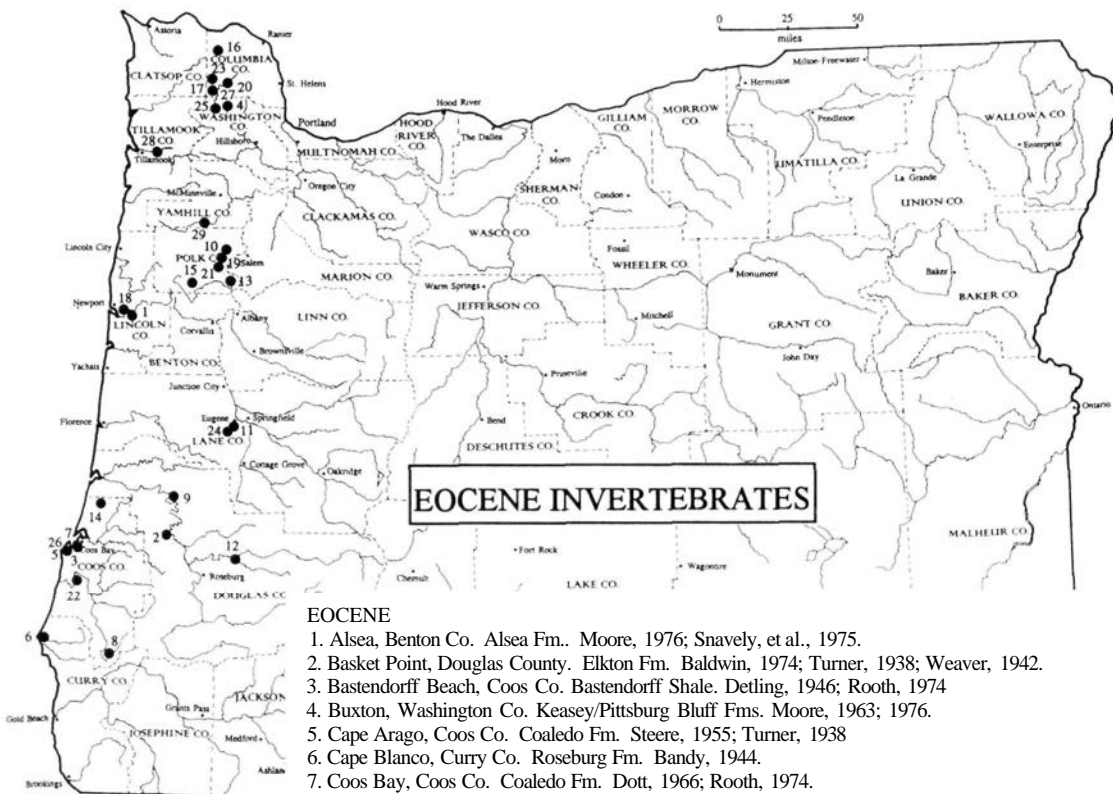 0 25 50
miles
Astoria
Rainer
16
COLUMBIA
CO.
23
CLATSOP CO.
20
17
St. Helens
27
25
4
WASHINGTON
CO.
Portland
Hood River
HOOD
RIVER
CO.
The Dalles
Milton-Freewater
Hermiston
MORROW
CO.
GILLIAM
CO.
Pendleton
WALLOWA CO.
Enterprise
TILLAMOOK
CO.
28
Tillamook
Hillsboro
MULTNOMAH CO.
Moro
UMATILLA CO.
La Grande
Oregon City
SHERMAN
CO.
Condon
UNION CO.
McMinnville
CLACKAMAS CO.
YAMHILL CO.
29
WASCO CO.
Lincoln City
10
POLK CO.
19
Salem
21
Fossil
WHEELER CO.
MARION CO.
Monument
Baker
15
13
Warm Springs
BAKER CO.
Newport
18
1
LINCOLN
CO.
JEFFERSON CO.
Albany
LINN CO.
Corvallis
Mitchell
GRANT CO.
Brownsville
John Day
Yachats
BENTON CO.
Prineville
Junction City
Ontario
CROOK CO.
Florence
Eugene
Springfield
24
11
LANE CO.
Bend
DESCHUTES CO.
Cottage Grove
Oakridge
EOCENE INVERTEBRATES
9
14
MALHEUR CO.
2
7
26
5
Coos Bay
3
12
Fort Rock
COOS CO.
Wagontire
Roseburg
Chemult
LAKE CO.
22
DOUGLAS CO
6
8
CURRY CO.
JACKSON
Grants Pass
Gold Beach
JOSEPHINE CO.
Medford
Ashlan
Brookings
EOCENE
1. Alsea, Benton Co. Alsea Fm.. Moore, 1976; Snavely, et al., 1975.
2. Basket Point, Douglas County. Elkton Fm. Baldwin, 1974; Turner, 1938; Weaver, 1942.
3. Bastendorff Beach, Coos Co. Bastendorff Shale. Detling, 1946; Rooth, 1974
4. Buxton, Washington Co. Keasey/Pittsburg Bluff Fms. Moore, 1963; 1976.
5. Cape Arago, Coos Co. Coaledo Fm. Steere, 1955; Turner, 1938
6. Cape Blanco, Curry Co. Roseburg Fm. Bandy, 1944.
7. Coos Bay, Coos Co. Coaledo Fm. Dott, 1966; Rooth, 1974.